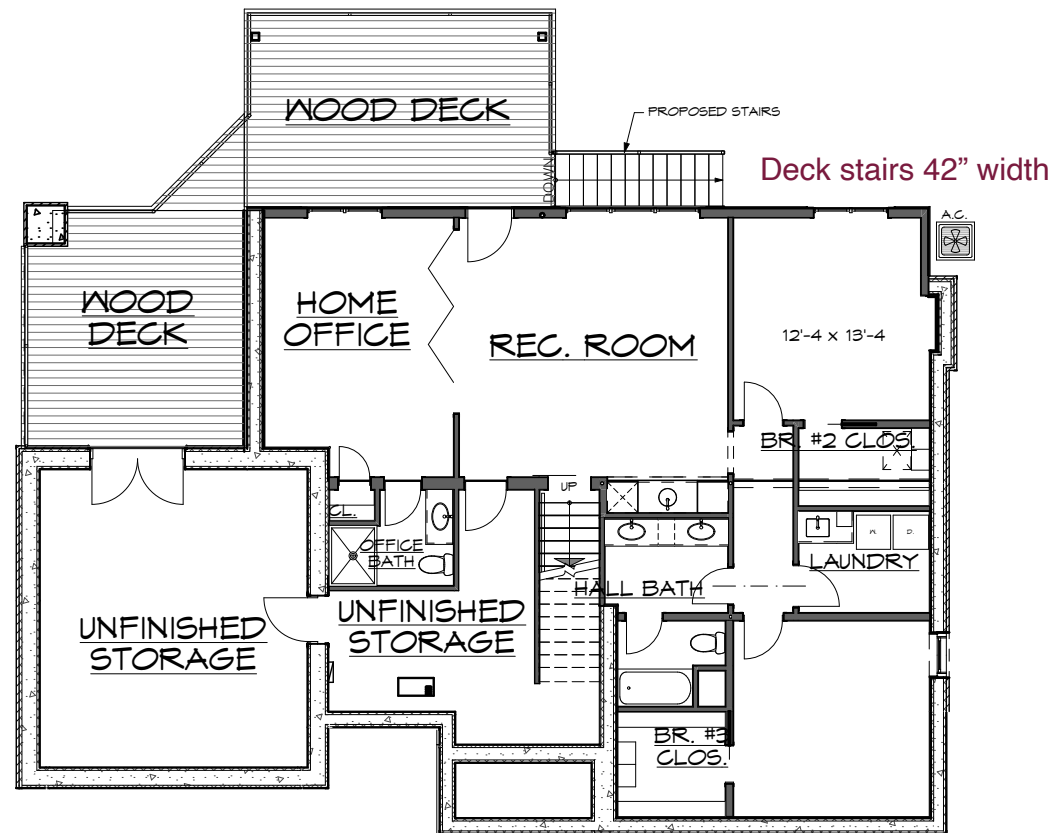 WOOD DECK
PROPOSED STAIRS
DOWN
Deck stairs 42” width
A.C.
WOOD
DECK
HOME
OFFICE
REC. ROOM
12'-4 x 13'-4
BR. #2 CLOS.
UP
CL.
OFFICE
BATH
W.
D.
LAUNDRY
HALL BATH
UNFINISHED
STORAGE
UNFINISHED
STORAGE
BR. #3
CLOS.